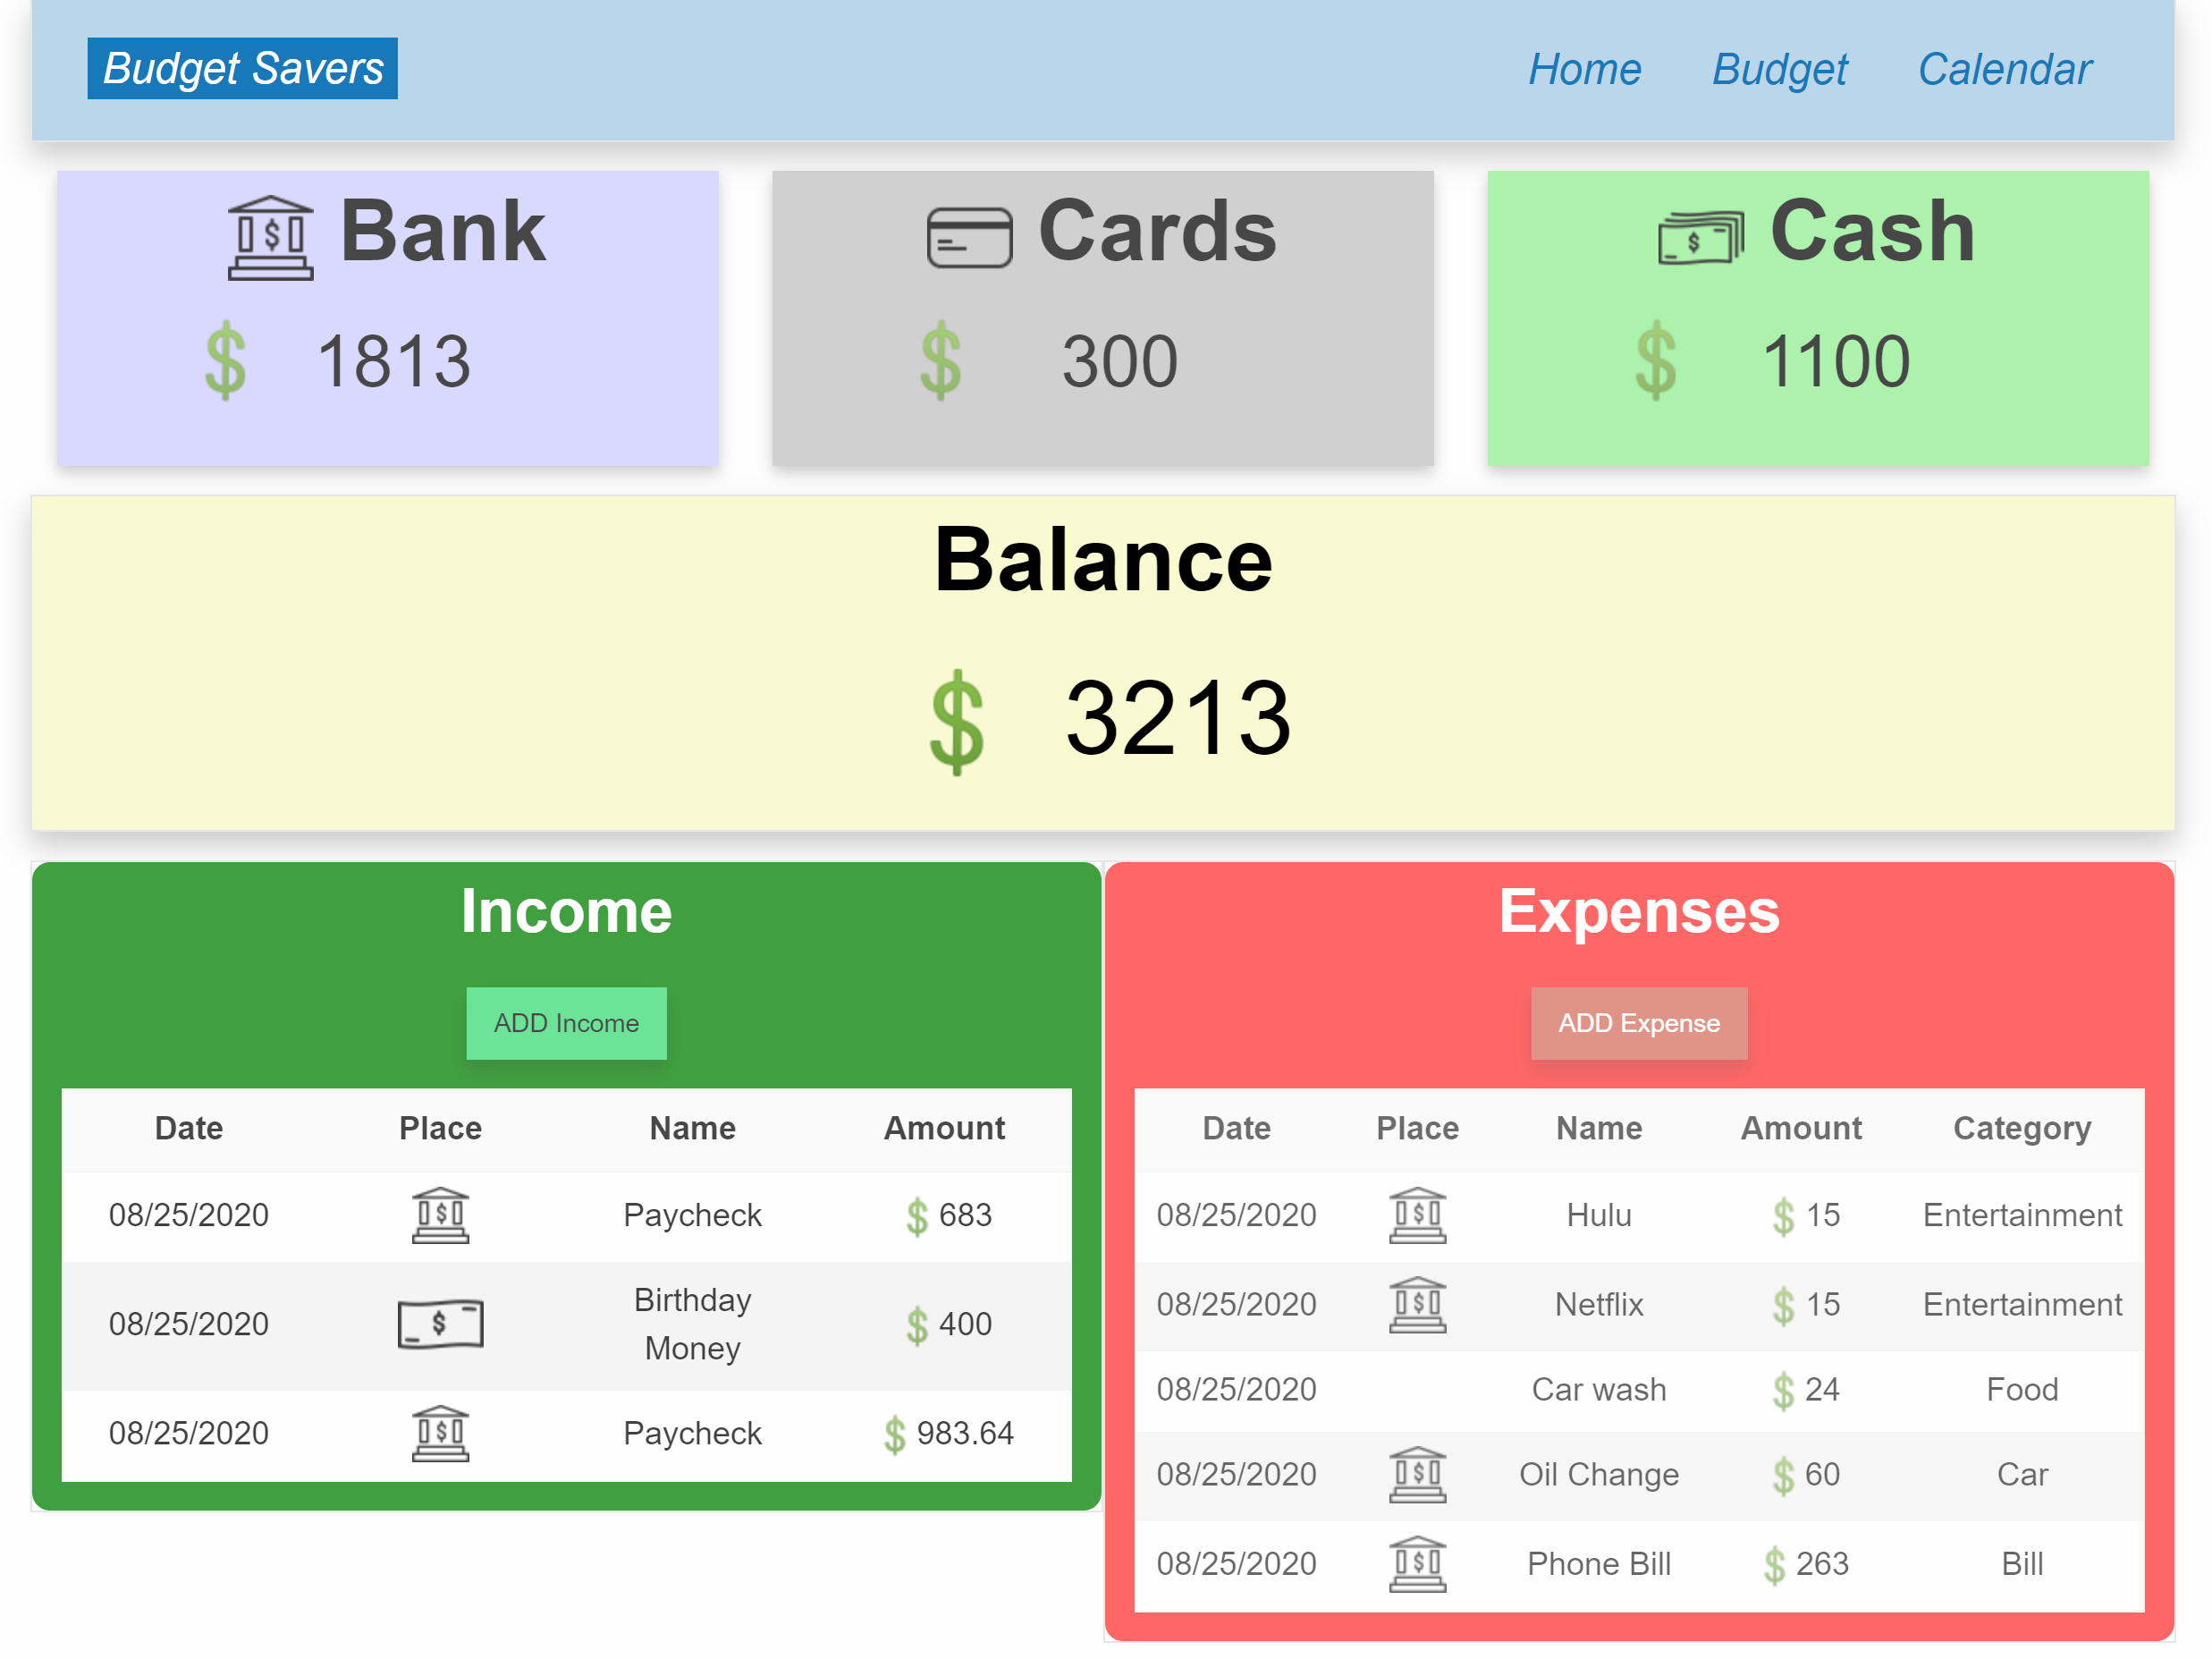 Budget Savers Home Budget Calendar
Bank Cards Cash
$ 1813 $ 300 $ 1100
Balance
$ 3213
Income
ADD Income
Date Place Name Amount
08/25/2020 $ Paycheck $ 683
08/25/2020 $ Birthday Money $ 400
08/25/2020 $ Paycheck $ 983.64
Expenses
ADD Expense
Date Place Name Amount Category
08/25/2020 $ Hulu $ 15 Entertainment
08/25/2020 $ Netflix $ 15 Entertainment
08/25/2020 Car wash $ 24 Food
08/25/2020 $ Oil Change $ 60 Car
08/25/2020 $ Phone Bill $ 263 Bill